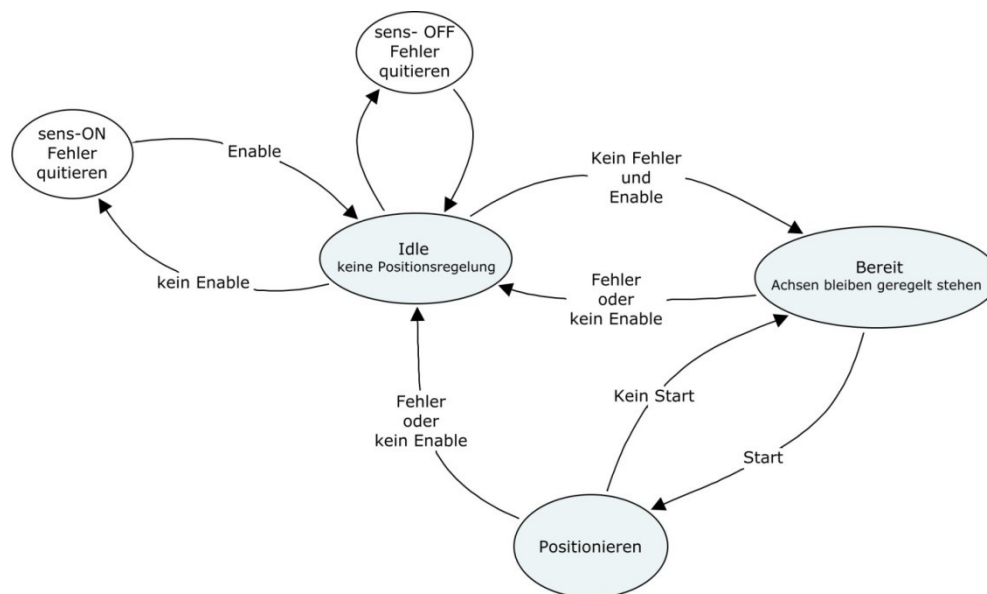 sens- OFF
Fehler
quitieren
sens-ON
Fehler
quitieren
Enable
Kein Fehler
und
Enable
Idle
keine Positionsregelung
kein Enable
Fehler
oder
kein Enable
Bereit
Achsen bleiben geregelt stehen
Fehler
oder
kein Enable
Kein Start
Start
Positionieren